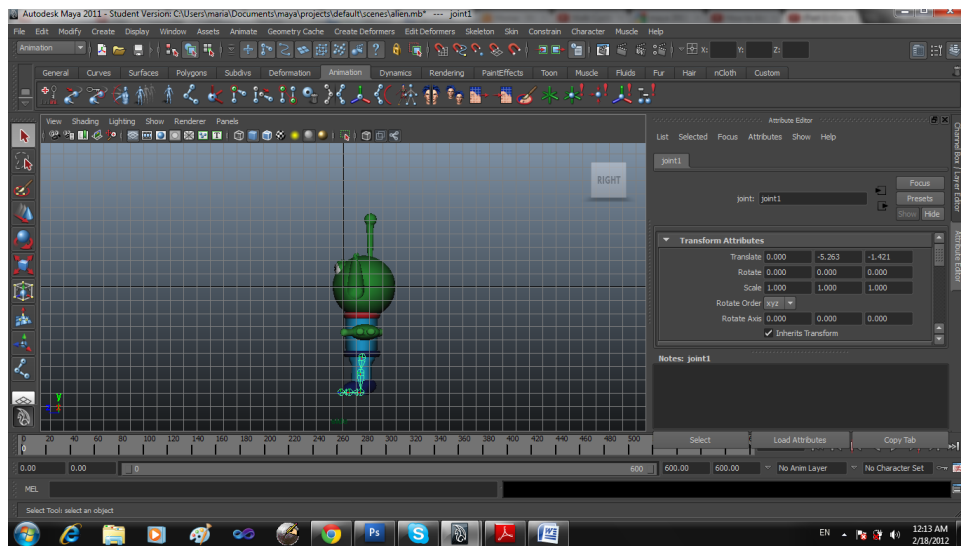 Autodesk Maya 2011 - Student Version: C:\Users\maria\Documents\maya\projects\default\scenes\alien.mb* --- joint1
File Edit Modify Create Display Window Assets Animate Geometry Cache Create Deformers Edit Deformers Skeleton Skin Constrain Character Muscle Help
Animation X: Y: Z:
General Curves Surfaces Polygons Subdivs Deformation Animation Dynamics Rendering PaintEffects Toon Muscle Fluids Fur Hair nCloth Custom
View Shading Lighting Show Renderer Panels
RIGHT
y
Attribute Editor
List Selected Focus Attributes Show Help
joint1
joint: joint1
Focus
Presets
Show Hide
Transform Attributes
Translate 0.000 -5.263 -1.421
Rotate 0.000 0.000 0.000
Scale 1.000 1.000 1.000
Rotate Order xyz
Rotate Axis 0.000 0.000 0.000
Inherits Transform
Notes: joint1
Select Load Attributes Copy Tab
Channel Box / Layer Editor
Attribute Editor
0 20 40 60 80 100 120 140 160 180 200 220 240 260 280 300 320 340 360 380 400 420 440 460 480 500
0
0.00 0.00 0 600 600.00 600.00 No Anim Layer No Character Set
MEL
Select Tool: select an object
Ps
EN 12:13 AM
2/18/2012